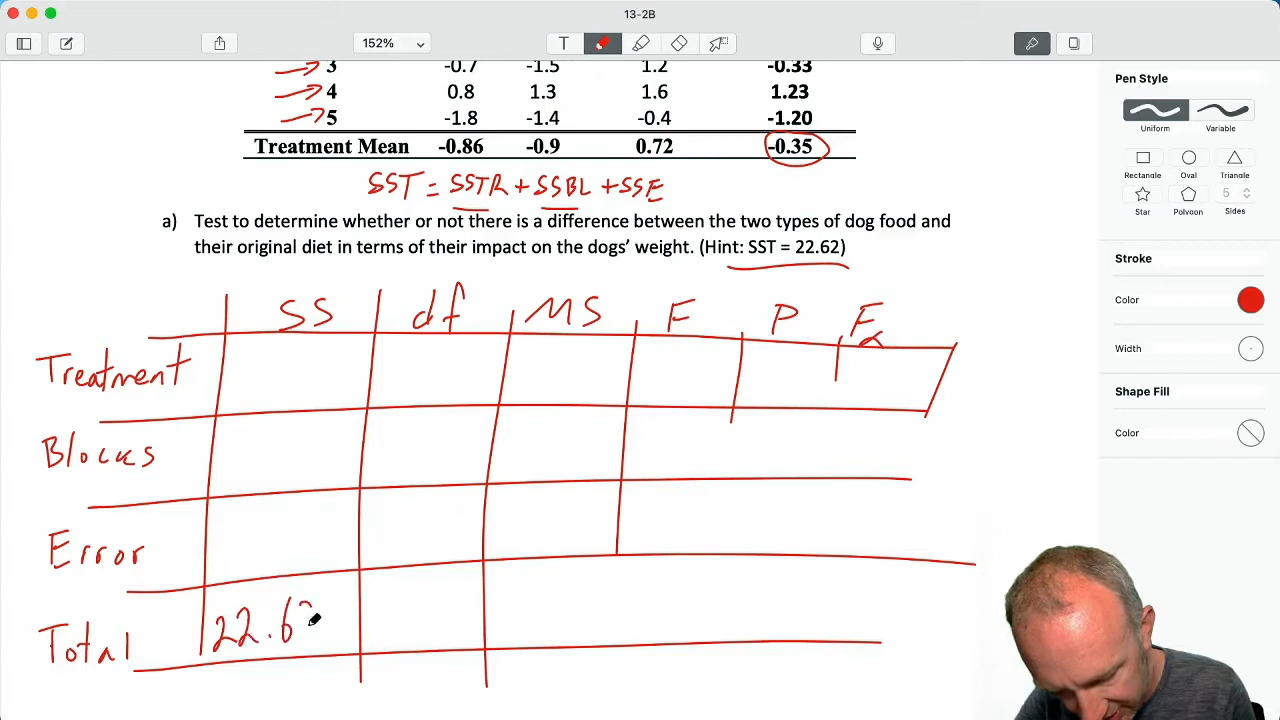 13-2B
152%
T
Pen Style
Uniform Variable
Rectangle Oval Triangle
5
Star Polygon Sides
Stroke
Color
Width
Shape Fill
Color
3 -0.7 -1.5 1.2 -0.33
4 0.8 1.3 1.6 1.23
5 -1.8 -1.4 -0.4 -1.20
Treatment Mean -0.86 -0.9 0.72 -0.35
SST = SSTR + SSBL + SSE
a) Test to determine whether or not there is a difference between the two types of dog food and
their original diet in terms of their impact on the dogs' weight. (Hint: SST = 22.62)
SS df MS F P Fα
Treatment
Blocks
Error
Total 22.6